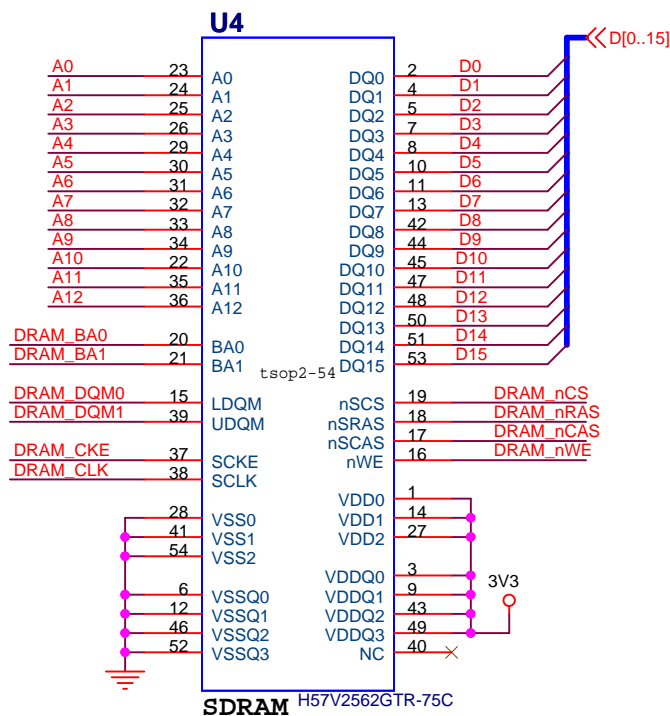 U4
D[0..15]
A0 23 A0 DQ0 2 D0
A1 24 A1 DQ1 4 D1
A2 25 A2 DQ2 5 D2
A3 26 A3 DQ3 7 D3
A4 29 A4 DQ4 8 D4
A5 30 A5 DQ5 10 D5
A6 31 A6 DQ6 11 D6
A7 32 A7 DQ7 13 D7
A8 33 A8 DQ8 42 D8
A9 34 A9 DQ9 44 D9
A10 22 A10 DQ10 45 D10
A11 35 A11 DQ11 47 D11
A12 36 A12 DQ12 48 D12
DQ13 50 D13
DRAM_BA0 20 BA0 DQ14 51 D14
DRAM_BA1 21 BA1 DQ15 53 D15
tsop2-54
DRAM_DQM0 15 LDQM nSCS 19 DRAM_nCS
DRAM_DQM1 39 UDQM nSRAS 18 DRAM_nRAS
nSCAS 17 DRAM_nCAS
DRAM_CKE 37 SCKE nWE 16 DRAM_nWE
DRAM_CLK 38 SCLK
VDD0 1
28 VSS0 VDD1 14
41 VSS1 VDD2 27
54 VSS2
VDDQ0 3
6 VSSQ0 VDDQ1 9 3V3
12 VSSQ1 VDDQ2 43
46 VSSQ2 VDDQ3 49
52 VSSQ3 NC 40
SDRAM H57V2562GTR-75C